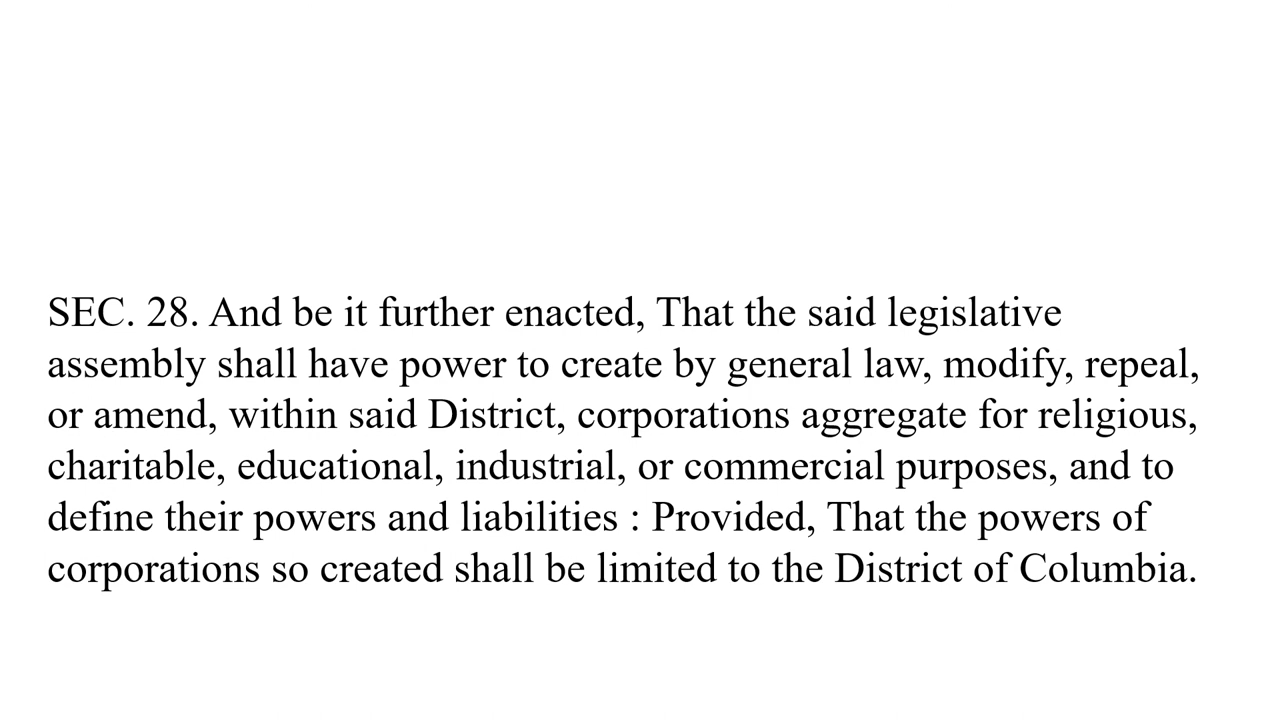 SEC. 28. And be it further enacted, That the said legislative
assembly shall have power to create by general law, modify, repeal,
or amend, within said District, corporations aggregate for religious,
charitable, educational, industrial, or commercial purposes, and to
define their powers and liabilities : Provided, That the powers of
corporations so created shall be limited to the District of Columbia.